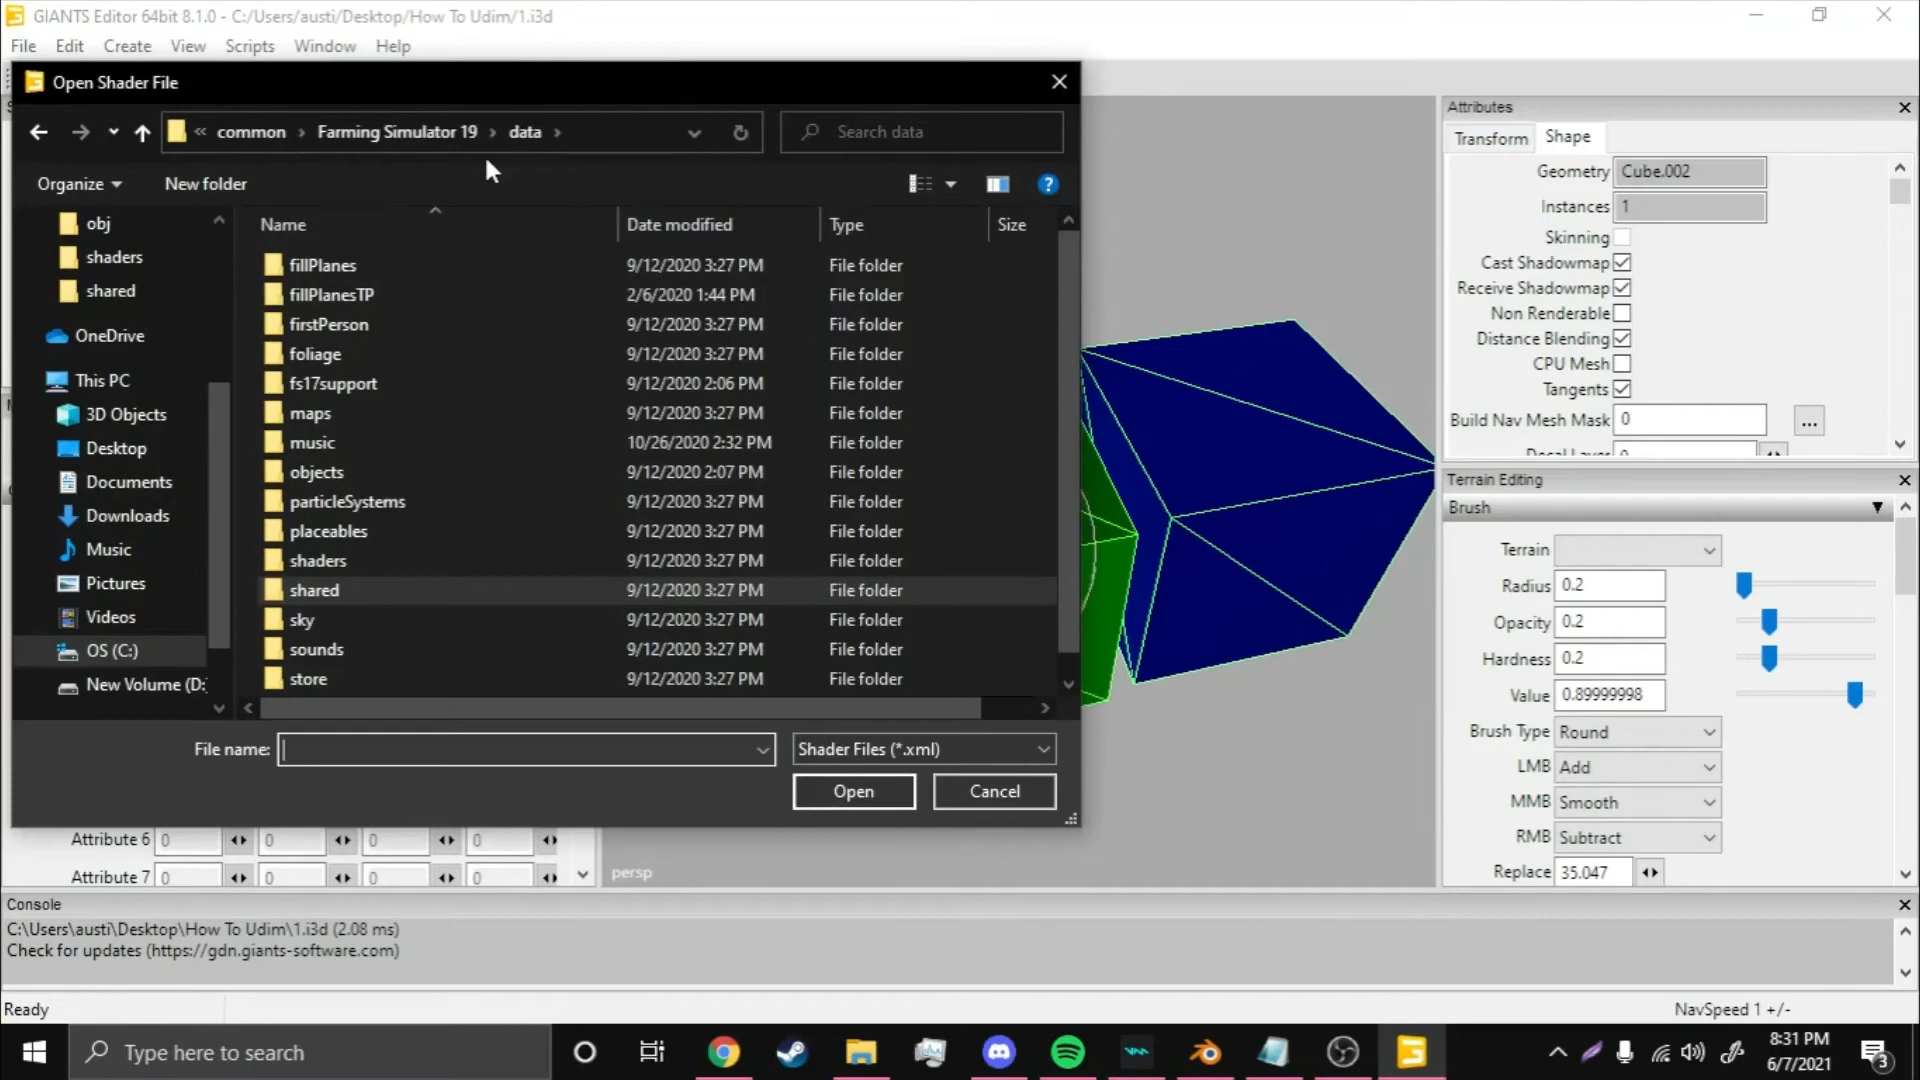 GIANTS Editor 64bit 8.1.0 - C:/Users/austi/Desktop/How To Udim/1.i3d
File Edit Create View Scripts Window Help
Open Shader File
« common › Farming Simulator 19 › data ›
Search data
Organize
New folder
obj
shaders
shared
OneDrive
This PC
3D Objects
Desktop
Documents
Downloads
Music
Pictures
Videos
OS (C:)
New Volume (D:
Name Date modified Type Size
fillPlanes 9/12/2020 3:27 PM File folder
fillPlanesTP 2/6/2020 1:44 PM File folder
firstPerson 9/12/2020 3:27 PM File folder
foliage 9/12/2020 3:27 PM File folder
fs17support 9/12/2020 2:06 PM File folder
maps 9/12/2020 3:27 PM File folder
music 10/26/2020 2:32 PM File folder
objects 9/12/2020 2:07 PM File folder
particleSystems 9/12/2020 3:27 PM File folder
placeables 9/12/2020 3:27 PM File folder
shaders 9/12/2020 3:27 PM File folder
shared 9/12/2020 3:27 PM File folder
sky 9/12/2020 3:27 PM File folder
sounds 9/12/2020 3:27 PM File folder
store 9/12/2020 3:27 PM File folder
File name:
Shader Files (*.xml)
Open Cancel
Attribute 6 0 0 0 0
Attribute 7 0 0 0 0
persp
Attributes
Transform Shape
Geometry Cube.002
Instances 1
Skinning
Cast Shadowmap
Receive Shadowmap
Non Renderable
Distance Blending
CPU Mesh
Tangents
Build Nav Mesh Mask 0 ...
Decal Layer 0
Terrain Editing
Brush
Terrain
Radius 0.2
Opacity 0.2
Hardness 0.2
Value 0.89999998
Brush Type Round
LMB Add
MMB Smooth
RMB Subtract
Replace 35.047
Console
C:\Users\austi\Desktop\How To Udim\1.i3d (2.08 ms)
Check for updates (https://gdn.giants-software.com)
Ready
NavSpeed 1 +/-
Type here to search
8:31 PM
6/7/2021
3